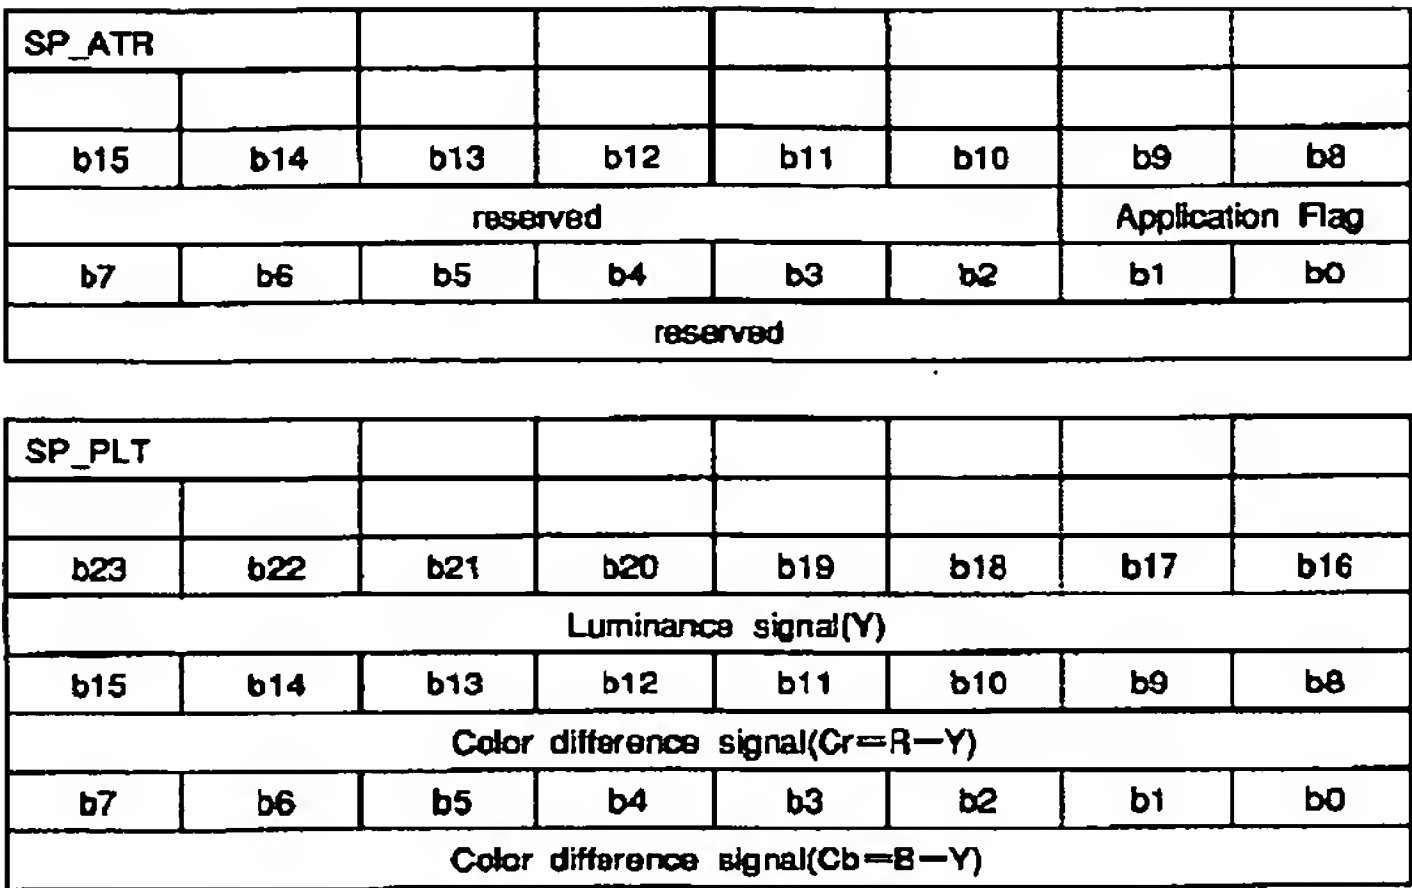 SP_ATR
b15 b14 b13 b12 b11 b10 b9 b8
reserved Application Flag
b7 b6 b5 b4 b3 b2 b1 b0
reserved
SP_PLT
b23 b22 b21 b20 b19 b18 b17 b16
Luminance signal(Y)
b15 b14 b13 b12 b11 b10 b9 b8
Color difference signal(Cr=R-Y)
b7 b6 b5 b4 b3 b2 b1 b0
Color difference signal(Cb=B-Y)